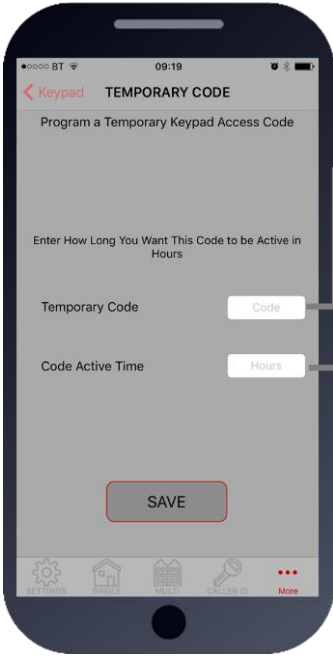 BT 09:19
Keypad TEMPORARY CODE
Program a Temporary Keypad Access Code
Enter How Long You Want This Code to be Active in
Hours
Temporary Code Code
Code Active Time Hours
SAVE
SETTINGS SINGLE MULTI CALLER ID More